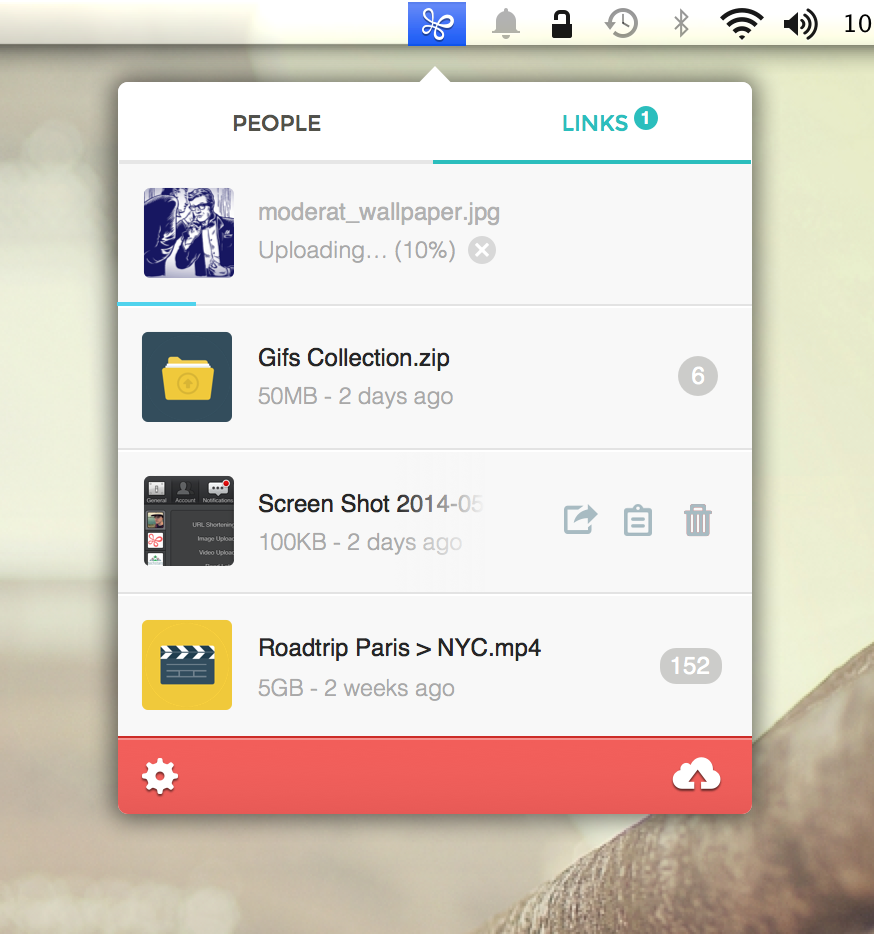 10
PEOPLE
LINKS 1
moderat_wallpaper.jpg
Uploading... (10%)
Gifs Collection.zip
50MB - 2 days ago
6
General Account Notifications
URL Shortening
Image Upload
Video Upload
Screen Shot 2014-05
100KB - 2 days ago
Roadtrip Paris > NYC.mp4
5GB - 2 weeks ago
152